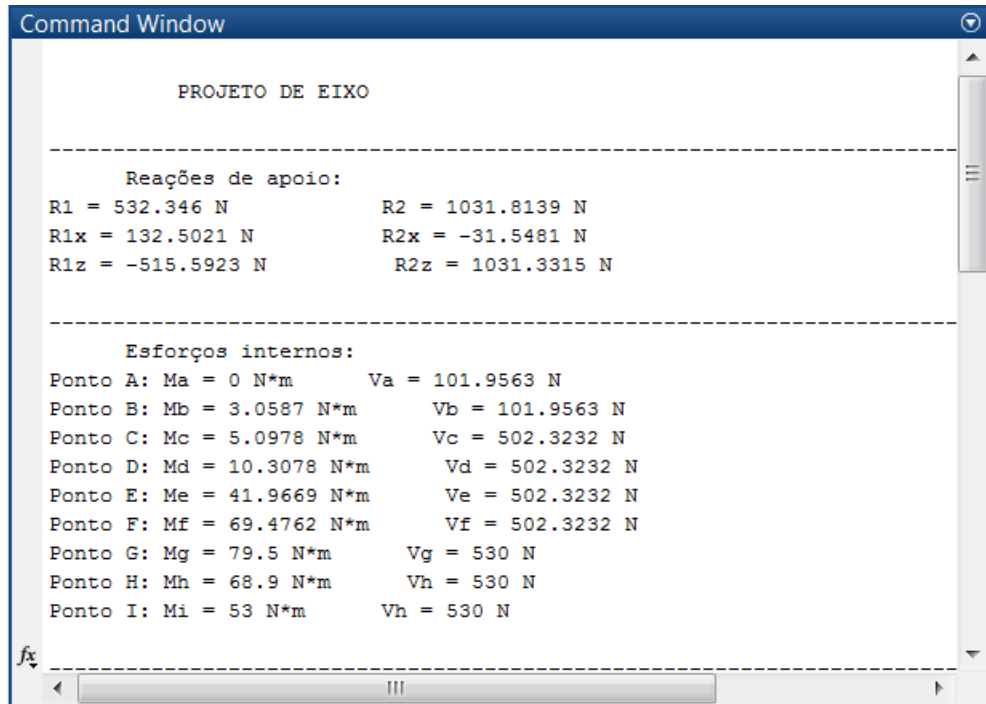 Command Window
PROJETO DE EIXO
----------------------------------------------------------------------
Reações de apoio:
R1 = 532.346 N R2 = 1031.8139 N
R1x = 132.5021 N R2x = -31.5481 N
R1z = -515.5923 N R2z = 1031.3315 N
----------------------------------------------------------------------
Esforços internos:
Ponto A: Ma = 0 N*m Va = 101.9563 N
Ponto B: Mb = 3.0587 N*m Vb = 101.9563 N
Ponto C: Mc = 5.0978 N*m Vc = 502.3232 N
Ponto D: Md = 10.3078 N*m Vd = 502.3232 N
Ponto E: Me = 41.9669 N*m Ve = 502.3232 N
Ponto F: Mf = 69.4762 N*m Vf = 502.3232 N
Ponto G: Mg = 79.5 N*m Vg = 530 N
Ponto H: Mh = 68.9 N*m Vh = 530 N
Ponto I: Mi = 53 N*m Vh = 530 N
fx ----------------------------------------------------------------------